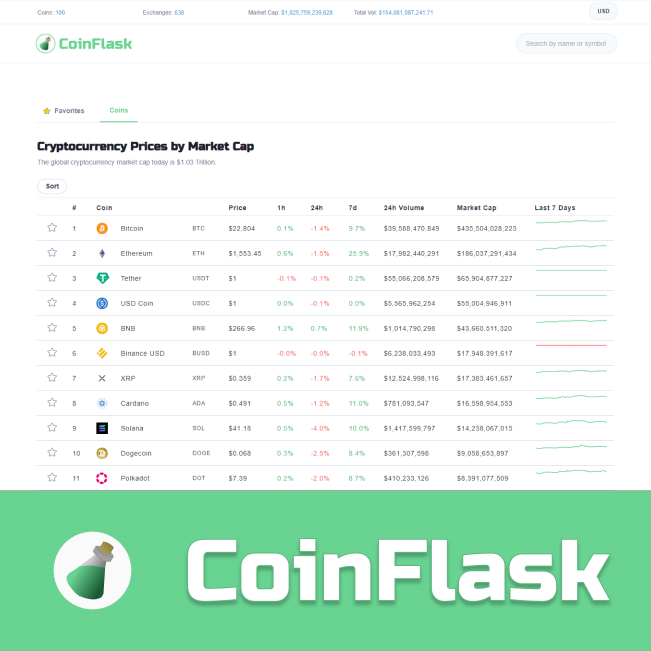 Coins: 100 Exchanges: 638 Market Cap: $1,925,759,239,628 Total Vol: $154,861,987,241.71 USD
CoinFlask Search by name or symbol
Favorites Coins
Cryptocurrency Prices by Market Cap
The global cryptocurrency market cap today is $1.03 Trillion.
Sort
# Coin Price 1h 24h 7d 24h Volume Market Cap Last 7 Days
1 Bitcoin BTC $22,804 0.1% -1.4% 9.7% $39,588,470,849 $435,504,028,223
2 Ethereum ETH $1,553.45 0.6% -1.5% 25.9% $17,982,440,291 $186,037,291,434
3 Tether USDT $1 -0.1% -0.1% 0.2% $55,066,208,579 $65,904,877,227
4 USD Coin USDC $1 0.0% -0.1% 0.0% $5,565,962,254 $55,004,946,911
5 BNB BNB $266.96 1.2% 0.7% 11.9% $1,014,790,298 $43,660,511,320
6 Binance USD BUSD $1 -0.0% -0.0% -0.1% $6,238,033,493 $17,948,391,617
7 XRP XRP $0.359 0.2% -1.7% 7.6% $12,524,998,116 $17,383,461,657
8 Cardano ADA $0.491 0.5% -1.2% 11.0% $781,093,547 $16,598,954,553
9 Solana SOL $41.18 0.5% -4.0% 10.0% $1,417,599,797 $14,238,067,015
10 Dogecoin DOGE $0.068 0.3% -2.5% 8.4% $361,307,598 $9,058,653,897
11 Polkadot DOT $7.39 0.2% -2.0% 8.7% $410,233,126 $8,391,077,509
CoinFlask